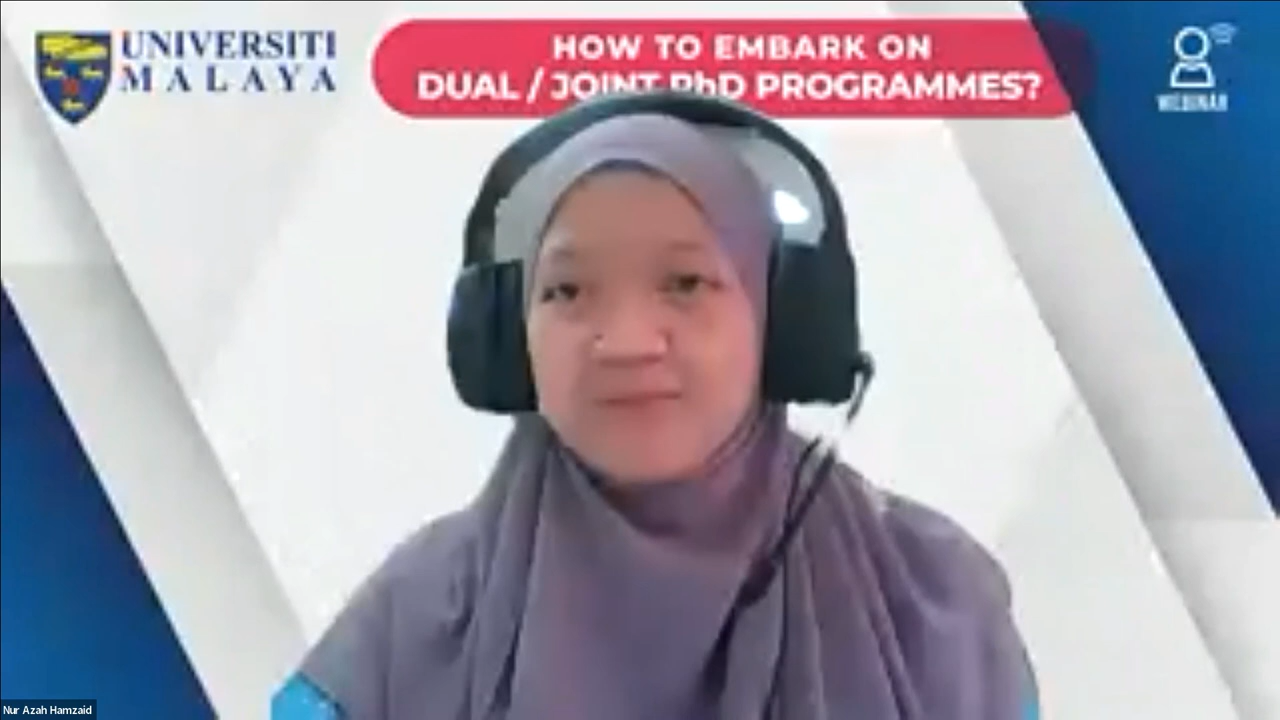 UNIVERSITI
MALAYA
HOW TO EMBARK ON
DUAL / JOINT PhD PROGRAMMES?
WEBINAR
Nur Azah Hamzaid